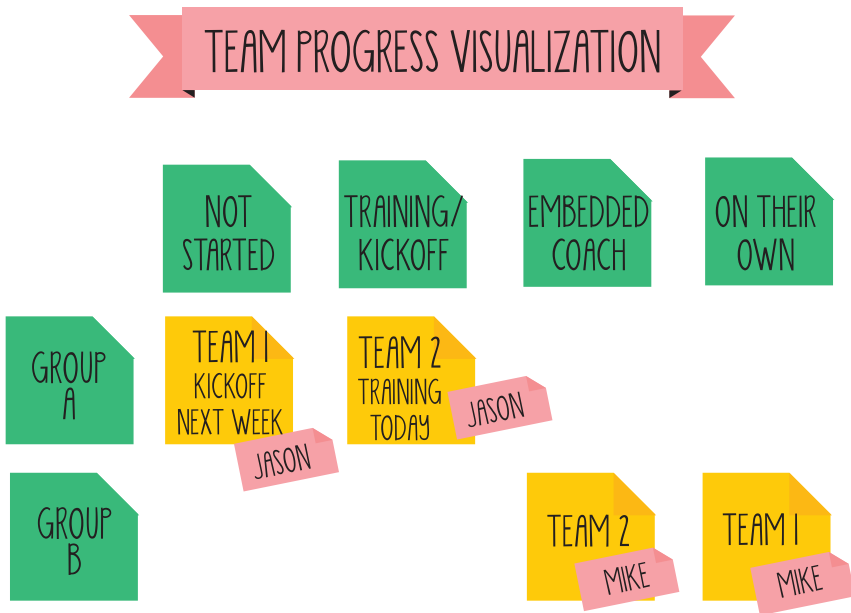 TEAM PROGRESS VISUALIZATION
NOT
STARTED
TRAINING/
KICKOFF
EMBEDDED
COACH
ON THEIR
OWN
GROUP
A
TEAM 1
KICKOFF
NEXT WEEK
JASON
TEAM 2
TRAINING
TODAY
JASON
GROUP
B
TEAM 2
MIKE
TEAM 1
MIKE